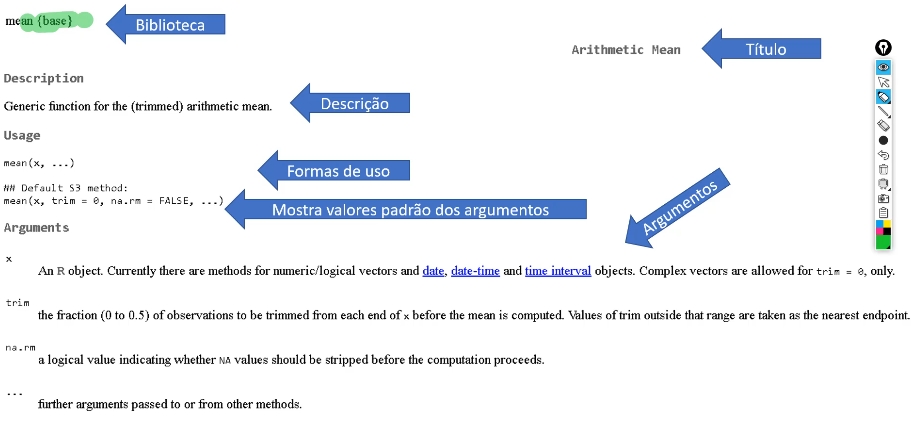 mean {base}
Biblioteca
Arithmetic Mean
Título
Description
Generic function for the (trimmed) arithmetic mean.
Descrição
Usage
mean(x, ...)
Formas de uso
## Default S3 method:
mean(x, trim = 0, na.rm = FALSE, ...)
Mostra valores padrão dos argumentos
Argumentos
Arguments
x
An R object. Currently there are methods for numeric/logical vectors and date, date-time and time interval objects. Complex vectors are allowed for trim = 0, only.
trim
the fraction (0 to 0.5) of observations to be trimmed from each end of x before the mean is computed. Values of trim outside that range are taken as the nearest endpoint.
na.rm
a logical value indicating whether NA values should be stripped before the computation proceeds.
...
further arguments passed to or from other methods.